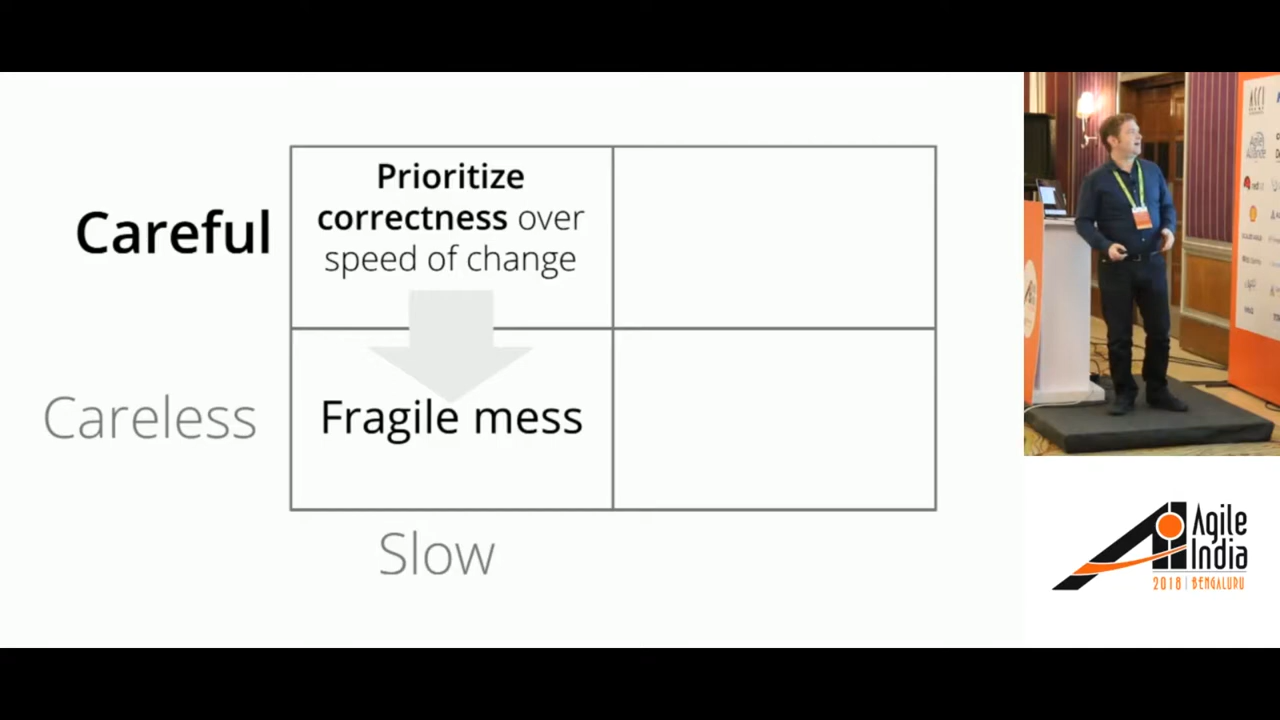 Careful
Prioritize
correctness over
speed of change
Careless
Fragile mess
Slow
Agile
India
2018 | BENGALURU